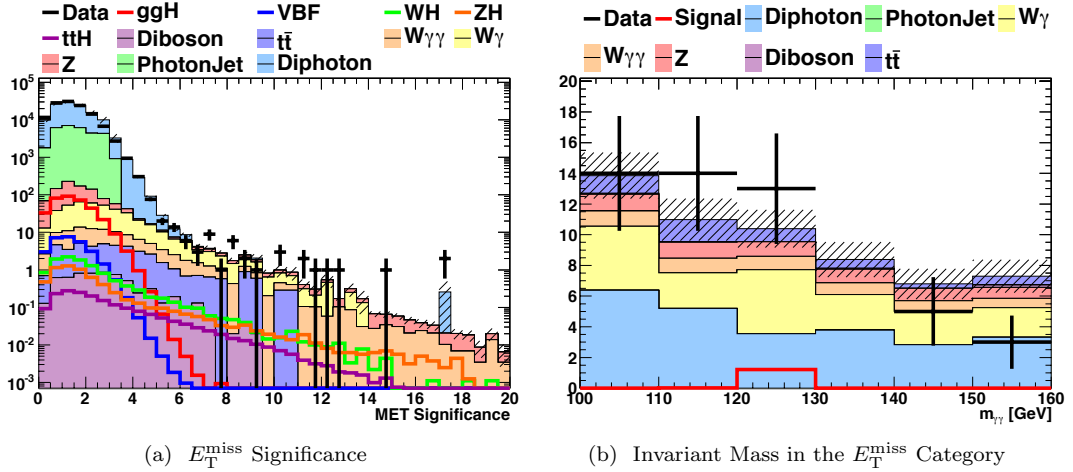 Data ggH VBF WH ZH
ttH Diboson tt̄ Wγγ Wγ
Z PhotonJet Diphoton
10⁵
10⁴
10³
10²
10
1
10⁻¹
10⁻²
10⁻³
0 2 4 6 8 10 12 14 16 18 20
MET Significance
(a) E_T^miss Significance
Data Signal Diphoton PhotonJet Wγ
Wγγ Z Diboson tt̄
20
18
16
14
12
10
8
6
4
2
0
100 110 120 130 140 150 160
m_γγ [GeV]
(b) Invariant Mass in the E_T^miss Category